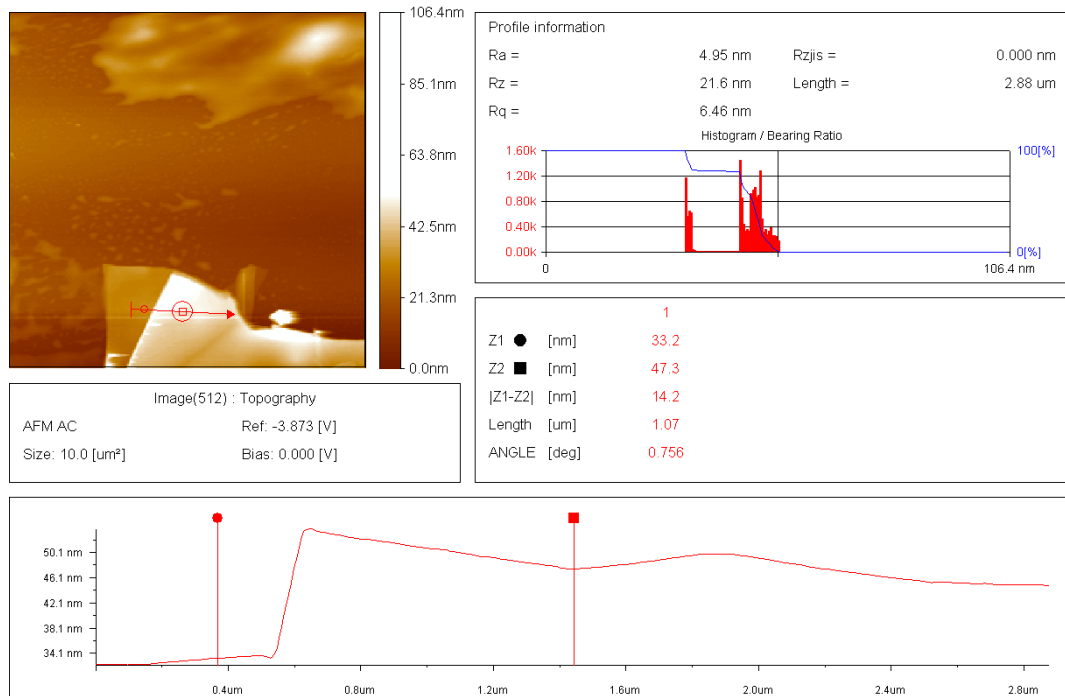 106.4nm
85.1nm
63.8nm
42.5nm
21.3nm
0.0nm
Image(512) : Topography
AFM AC Ref: -3.873 [V]
Size: 10.0 [um²] Bias: 0.000 [V]
Profile information
Ra = 4.95 nm Rzjis = 0.000 nm
Rz = 21.6 nm Length = 2.88 um
Rq = 6.46 nm
Histogram / Bearing Ratio
1.60k 100[%]
1.20k
0.80k
0.40k
0.00k 0[%]
0 106.4 nm
1
Z1 [nm] 33.2
Z2 [nm] 47.3
|Z1-Z2| [nm] 14.2
Length [um] 1.07
ANGLE [deg] 0.756
50.1 nm
46.1 nm
42.1 nm
38.1 nm
34.1 nm
0.4um 0.8um 1.2um 1.6um 2.0um 2.4um 2.8um